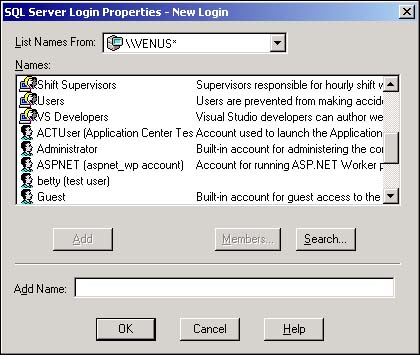 SQL Server Login Properties - New Login
List Names From: \\WENUS*
Names:
Shift Supervisors Supervisors responsible for hourly shift w
Users Users are prevented from making accide
VS Developers Visual Studio developers can author we
ACTUser (Application Center Tes Account used to launch the Application
Administrator Built-in account for administering the co
ASPNET (aspnet_wp account) Account for running ASP.NET Worker p
betty (test user)
Guest Built-in account for guest access to the
Add Members... Search...
Add Name:
OK Cancel Help